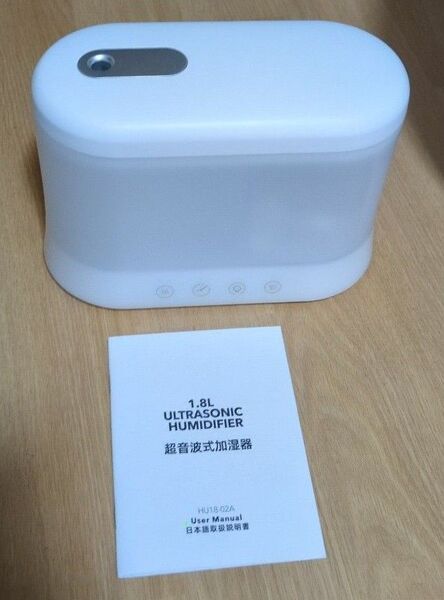 1.8L
ULTRASONIC
HUMIDIFIER
超音波式加湿器
HU18-02A
User Manual
日本語取扱説明書